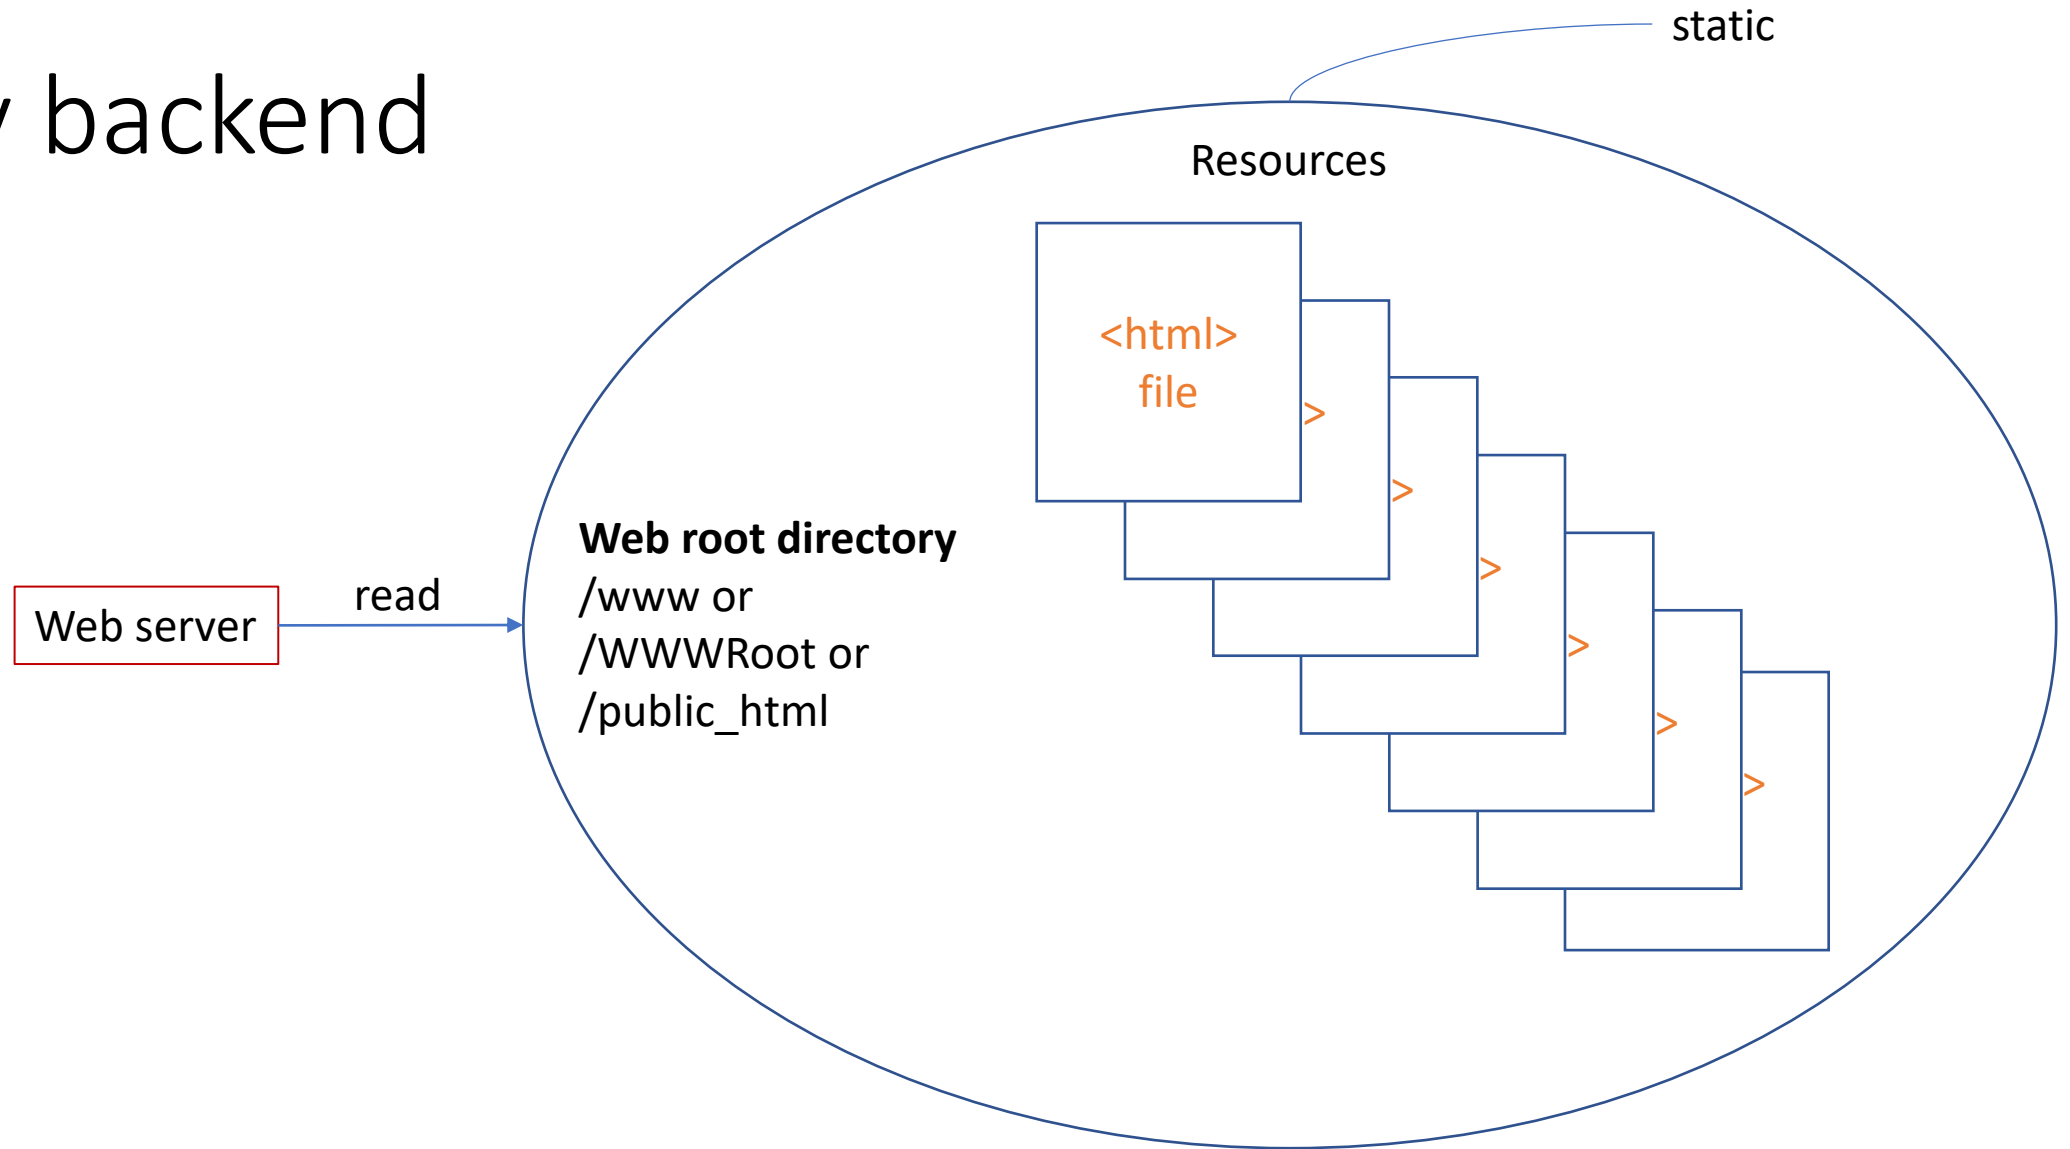 static
backend
Resources
<html>
file
>
>
>
>
>
>
Web root directory
/www or
/WWWRoot or
/public_html
read
Web server